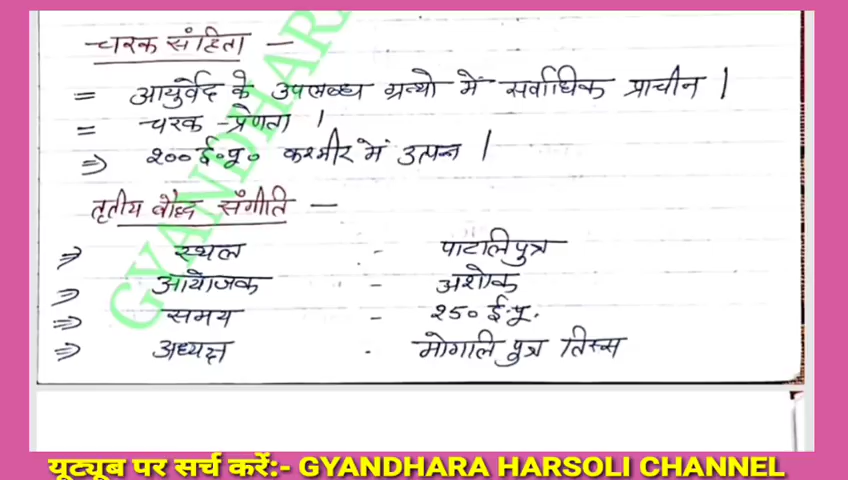 चरक संहिता -
= आयुर्वेद के उपलब्ध ग्रन्थो में सर्वाधिक प्राचीन |
= चरक - प्रेणता |
⇒ २०० ई॰पू॰ कश्मीर में उत्पन्न |
तृतीय बौद्ध संगीति -
⇒ स्थल - पाटलिपुत्र
⇒ आयोजक - अशोक
⇒ समय - २५० ई.पू.
⇒ अध्यक्ष - मोगलि पुत्र तिस्स
GYANDHARA
यूट्यूब पर सर्च करें:- GYANDHARA HARSOLI CHANNEL